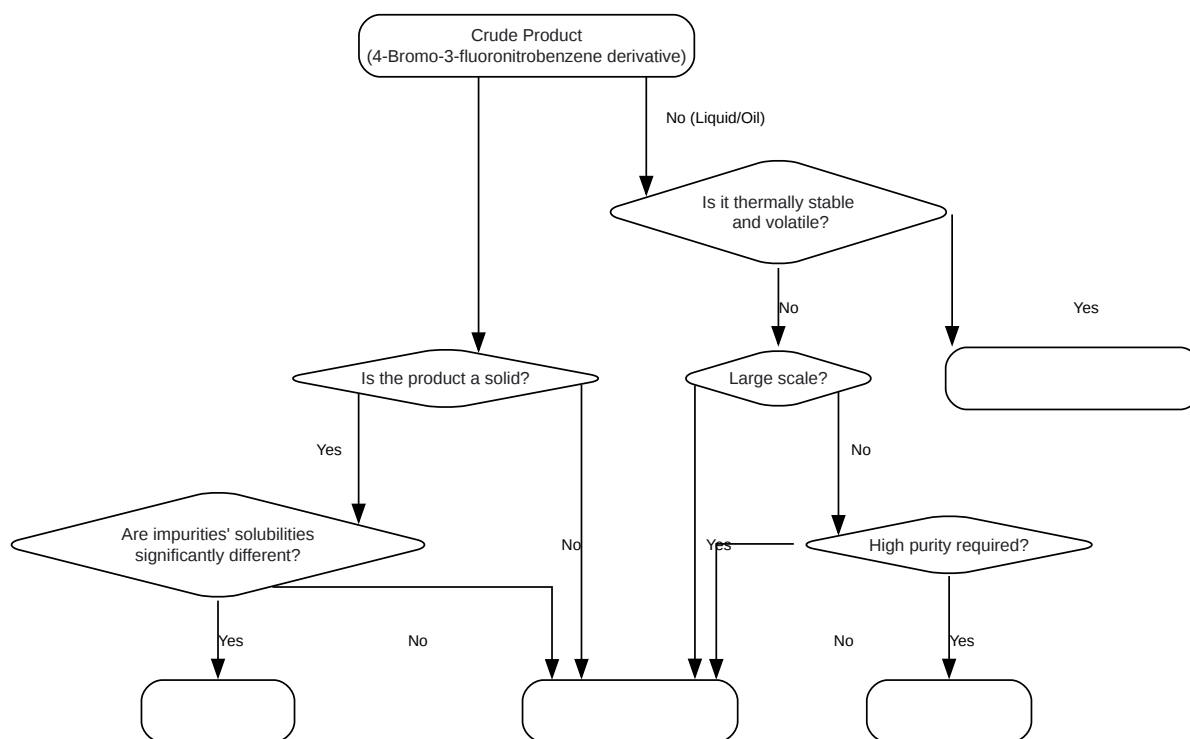 Crude Product
(4-Bromo-3-fluoronitrobenzene derivative)
No (Liquid/Oil)
Is it thermally stable
and volatile?
No
Yes
Is the product a solid?
Large scale?
Yes
No
Are impurities' solubilities
significantly different?
No
Yes
High purity required?
Yes
No
No
Yes